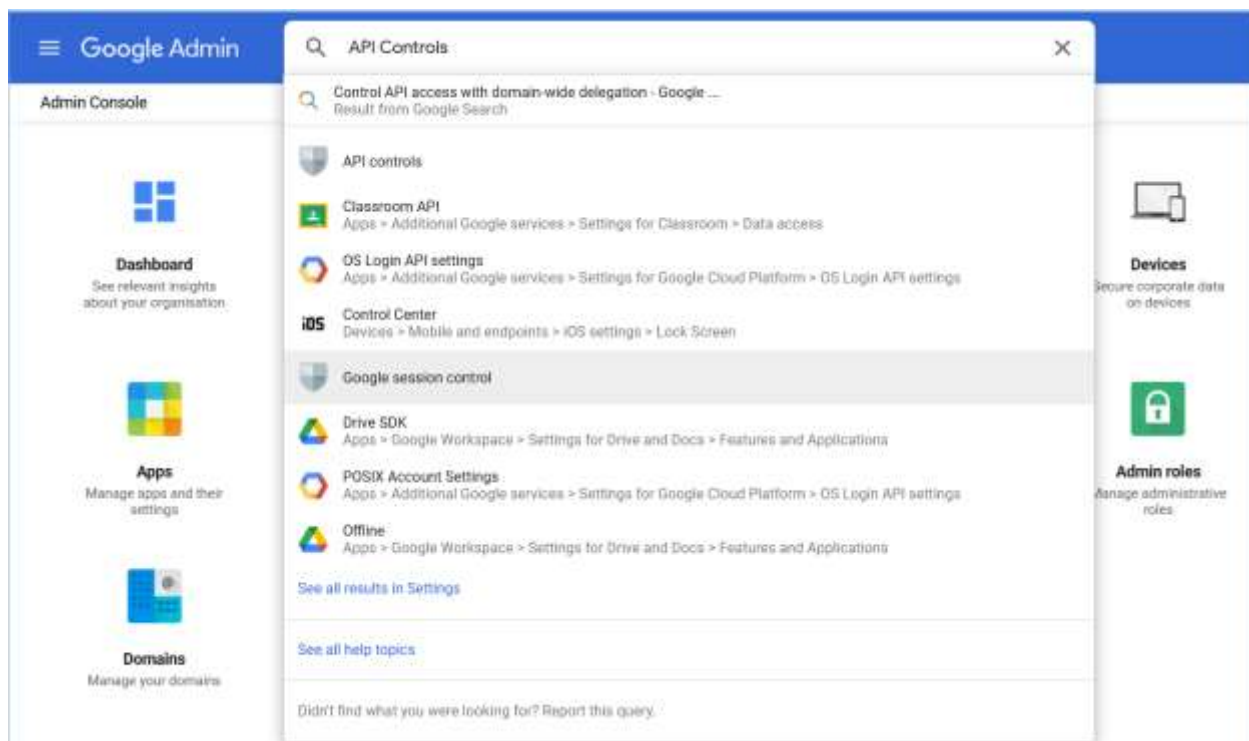 Google Admin
API Controls
Admin Console
Control API access with domain-wide delegation - Google ...
Result from Google Search
API controls
Classroom API
Apps > Additional Google services > Settings for Classroom > Data access
OS Login API settings
Apps > Additional Google services > Settings for Google Cloud Platform > OS Login API settings
iOS
Control Center
Devices > Mobile and endpoints > iOS settings > Lock Screen
Google session control
Drive SDK
Apps > Google Workspace > Settings for Drive and Docs > Features and Applications
POSIX Account Settings
Apps > Additional Google services > Settings for Google Cloud Platform > OS Login API settings
Offline
Apps > Google Workspace > Settings for Drive and Docs > Features and Applications
See all results in Settings
See all help topics
Didn't find what you were looking for? Report this query.
Dashboard
See relevant insights
about your organisation
Apps
Manage apps and their
settings
Domains
Manage your domains
Devices
Secure corporate data
on devices
Admin roles
Manage administrative
roles